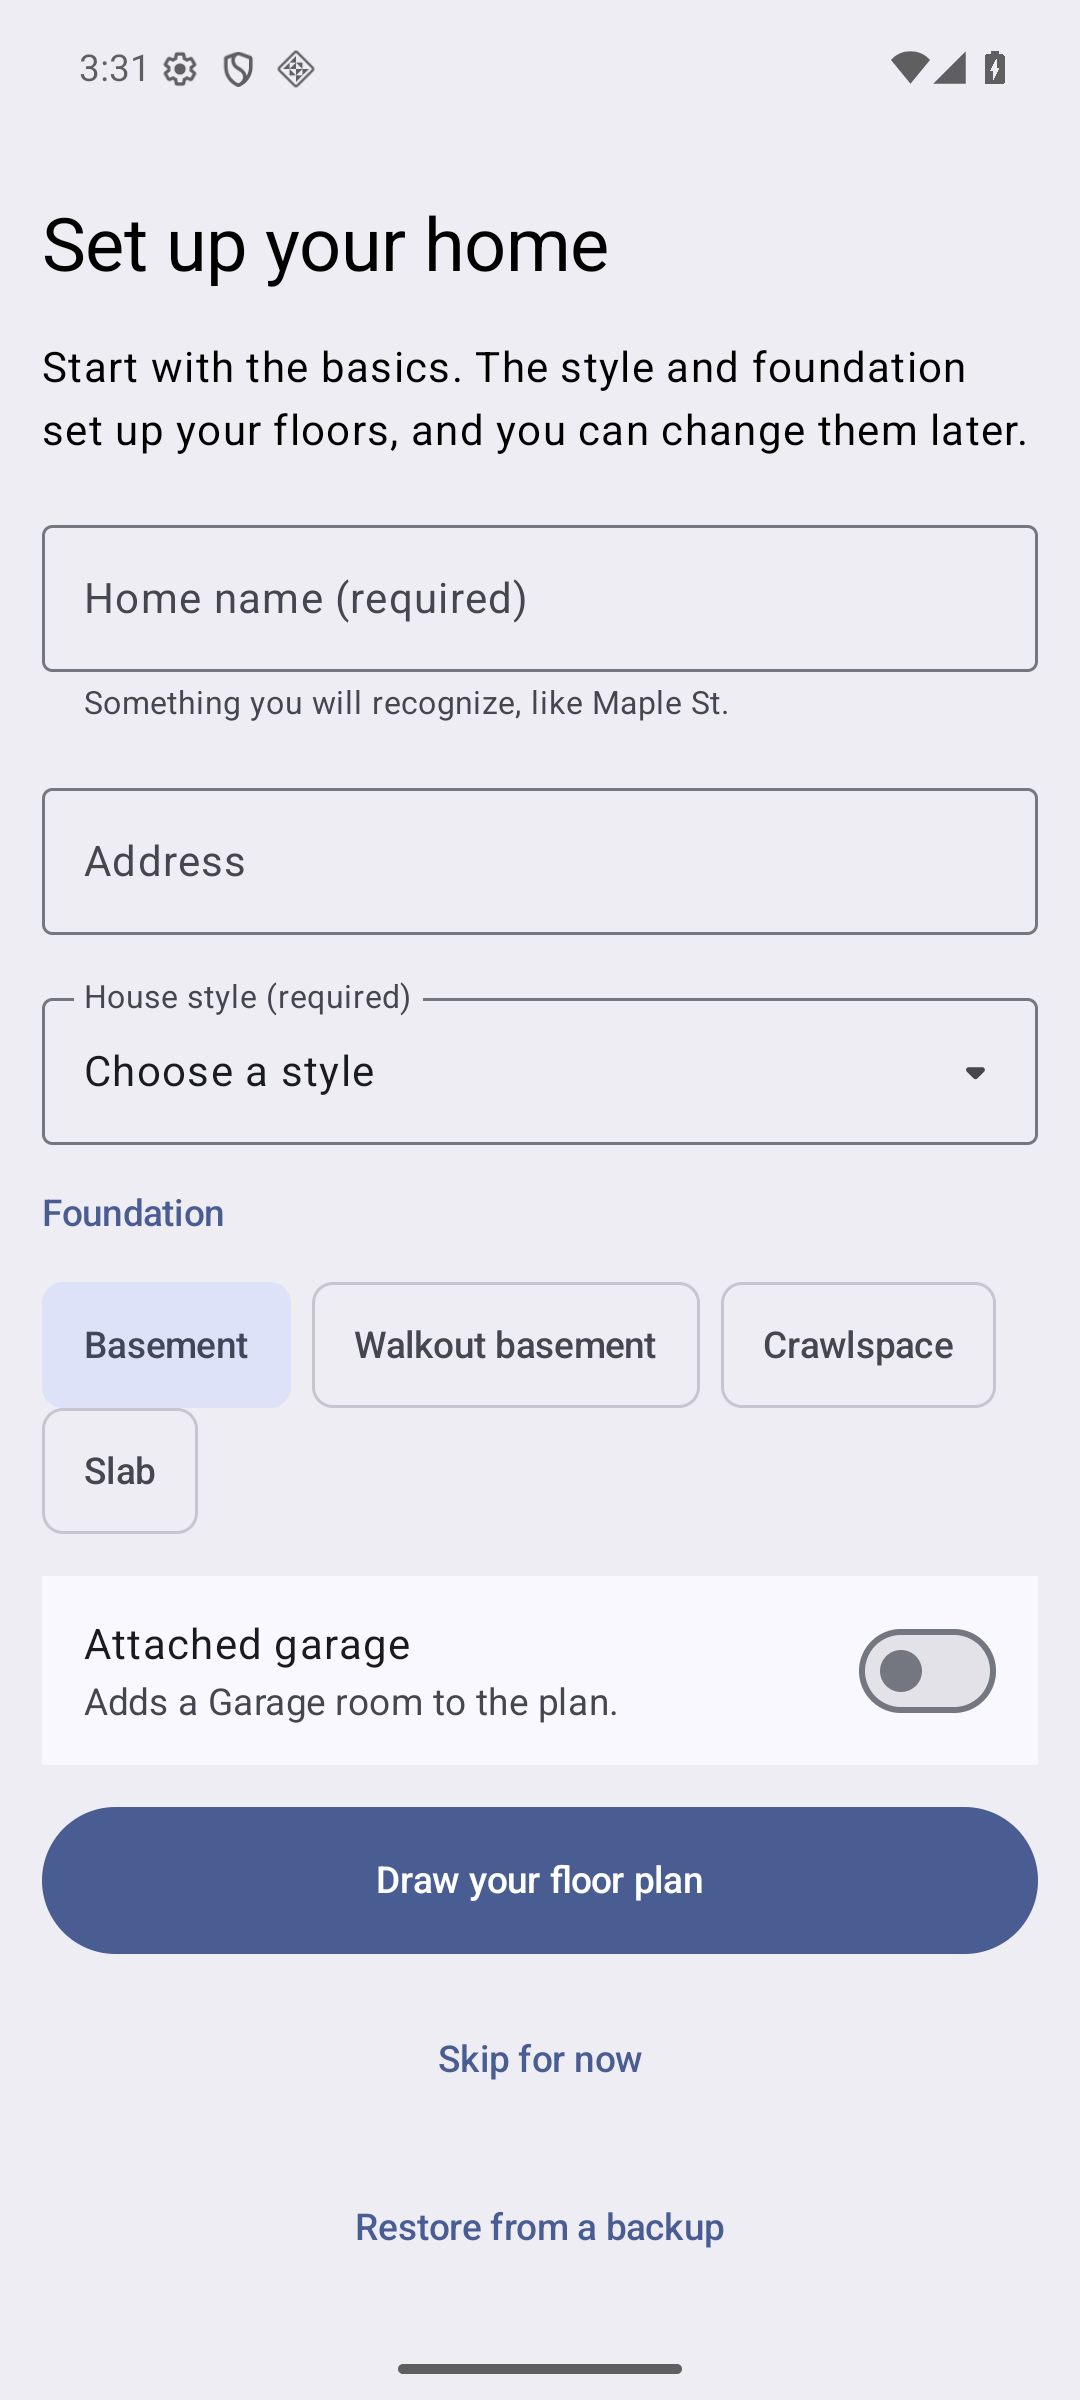 3:31
Set up your home
Start with the basics. The style and foundation
set up your floors, and you can change them later.
Home name (required)
Something you will recognize, like Maple St.
Address
House style (required)
Choose a style
Foundation
Basement
Walkout basement
Crawlspace
Slab
Attached garage
Adds a Garage room to the plan.
Draw your floor plan
Skip for now
Restore from a backup